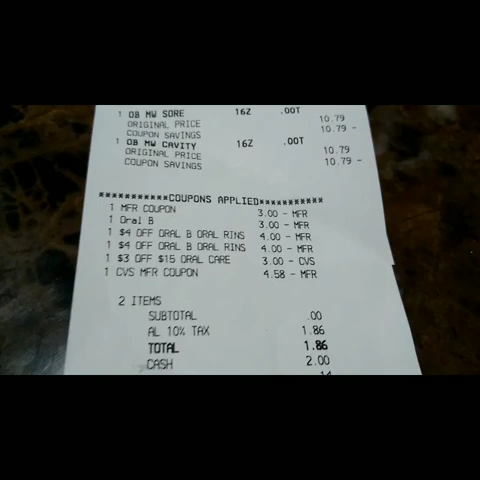 1 OB MW SORE 16Z .00T
ORIGINAL PRICE 10.79
COUPON SAVINGS 10.79 -
1 OB MW CAVITY 16Z .00T
ORIGINAL PRICE 10.79
COUPON SAVINGS 10.79 -
***********COUPONS APPLIED***********
1 MFR COUPON 3.00 - MFR
1 Oral B 3.00 - MFR
1 $4 OFF ORAL B ORAL RINS 4.00 - MFR
1 $4 OFF ORAL B ORAL RINS 4.00 - MFR
1 $3 OFF $15 ORAL CARE 3.00 - CVS
1 CVS MFR COUPON 4.58 - MFR
2 ITEMS
SUBTOTAL .00
AL 10% TAX 1.86
TOTAL 1.86
CASH 2.00
.14